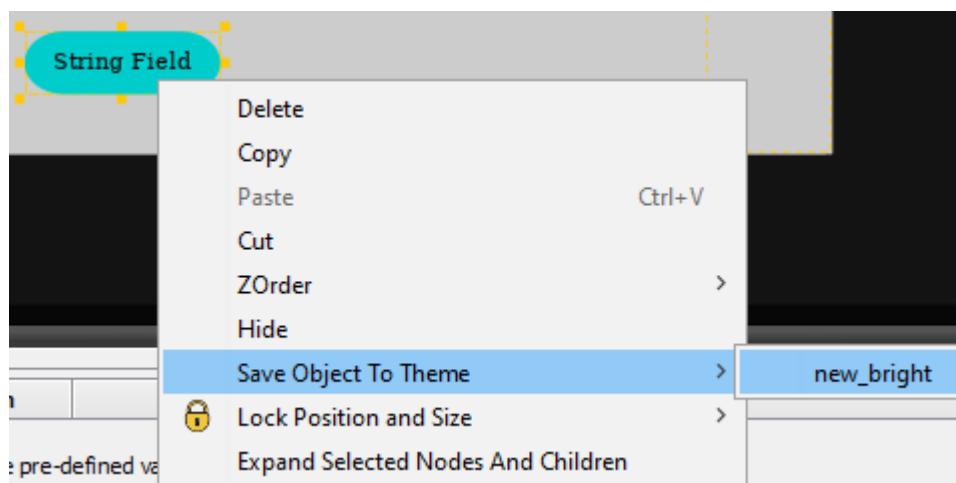 String Field
Delete
Copy
Paste Ctrl+V
Cut
ZOrder
Hide
Save Object To Theme
new_bright
Lock Position and Size
pre-defined
Expand Selected Nodes And Children